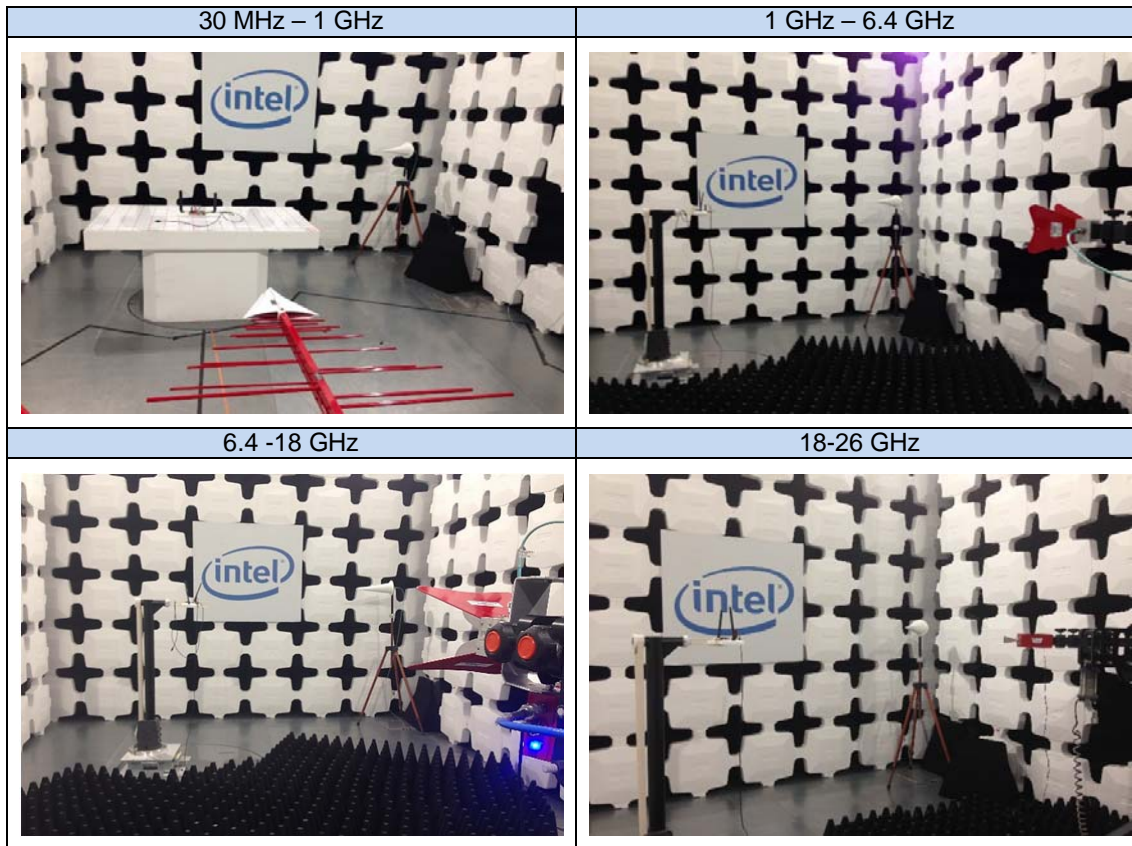 30 MHz – 1 GHz
1 GHz – 6.4 GHz
intel
intel
6.4 -18 GHz
18-26 GHz
intel
intel